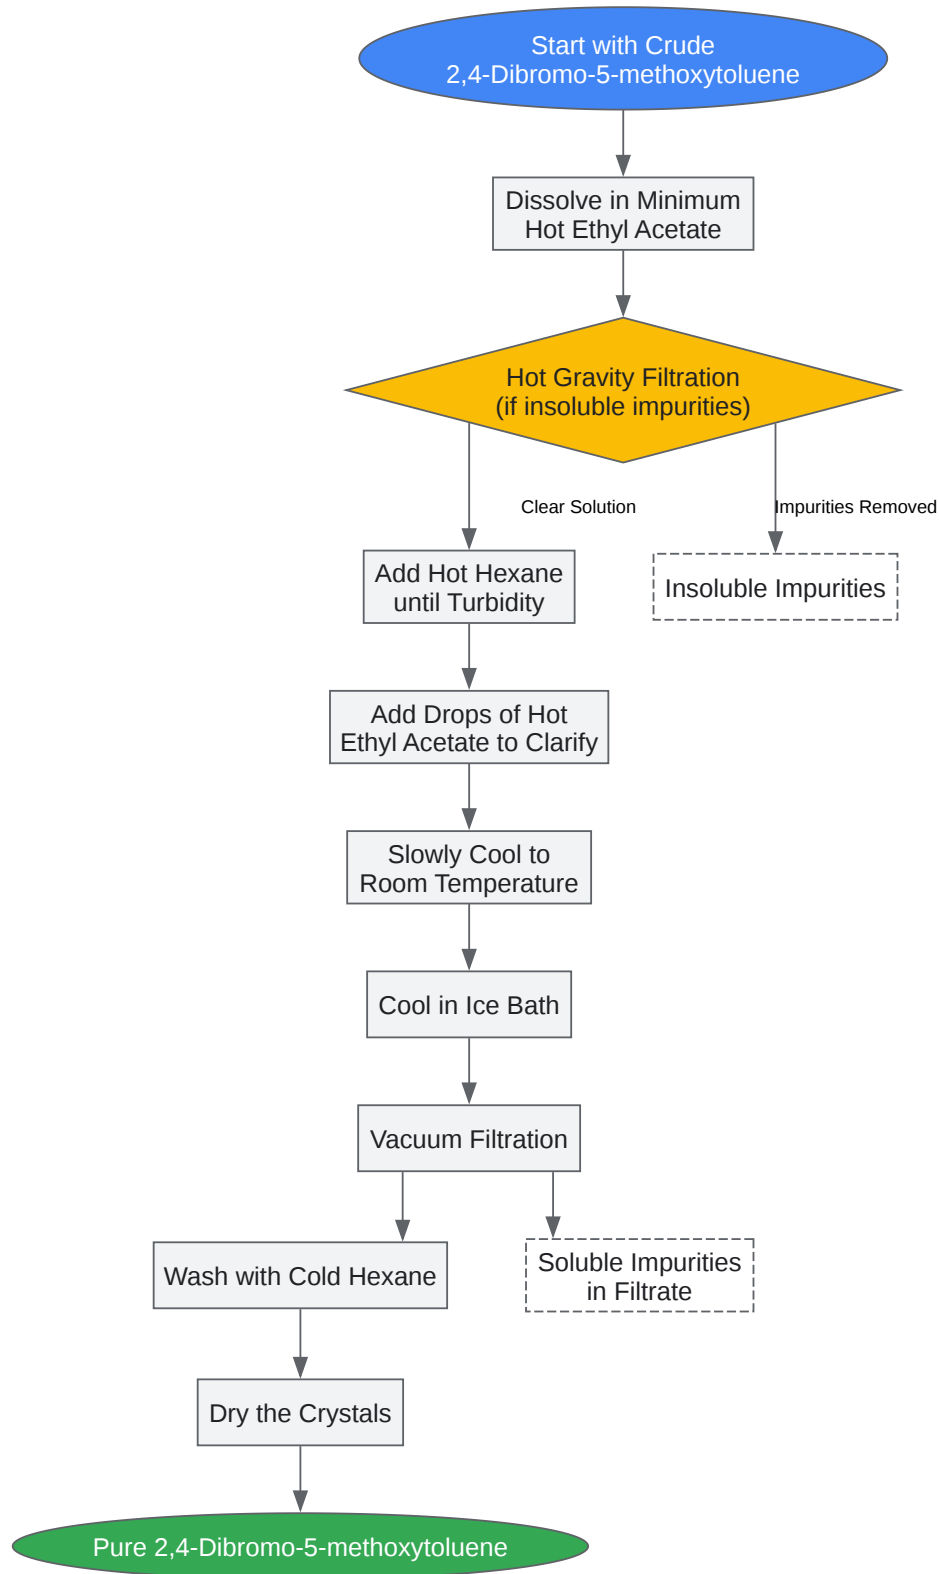 Start with Crude
2,4-Dibromo-5-methoxytoluene
Dissolve in Minimum
Hot Ethyl Acetate
Hot Gravity Filtration
(if insoluble impurities)
Clear Solution
Impurities Removed
Add Hot Hexane
until Turbidity
Insoluble Impurities
Add Drops of Hot
Ethyl Acetate to Clarify
Slowly Cool to
Room Temperature
Cool in Ice Bath
Vacuum Filtration
Wash with Cold Hexane
Soluble Impurities
in Filtrate
Dry the Crystals
Pure 2,4-Dibromo-5-methoxytoluene